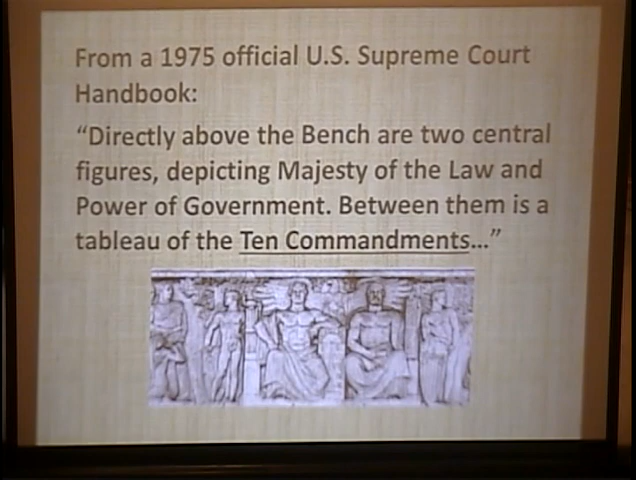 From a 1975 official U.S. Supreme Court
Handbook:
“Directly above the Bench are two central
figures, depicting Majesty of the Law and
Power of Government. Between them is a
tableau of the Ten Commandments...”